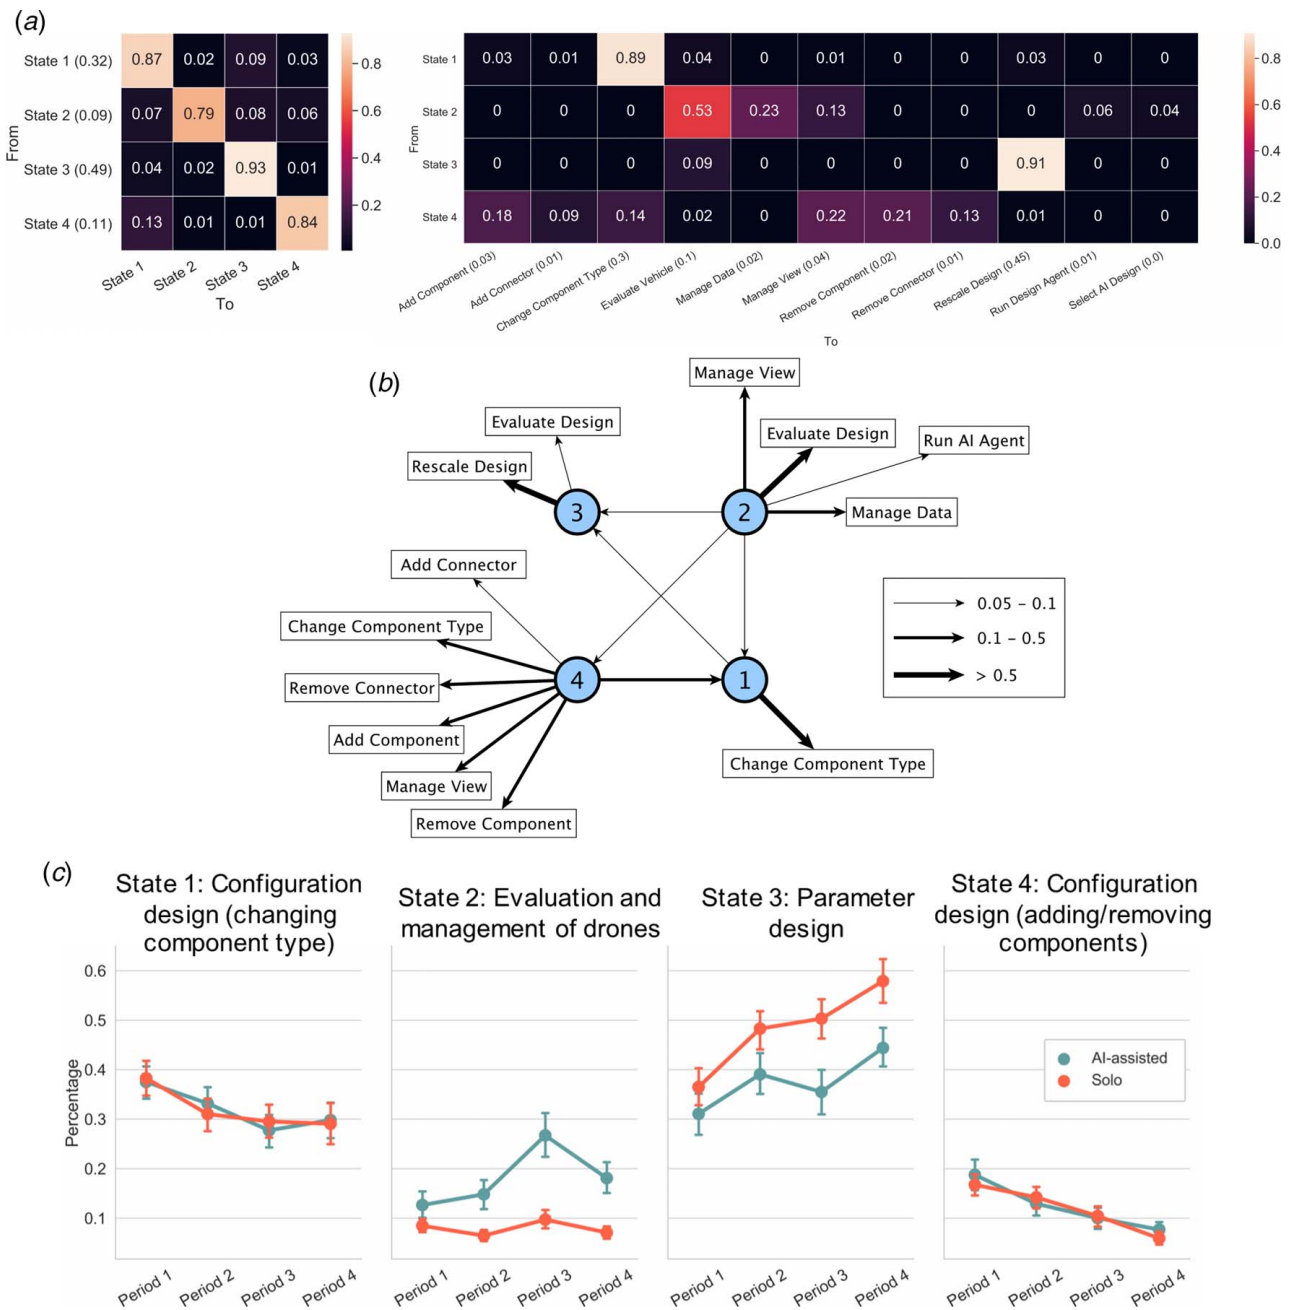 (a)
From
State 1 (0.32)
0.87 0.02 0.09 0.03
State 2 (0.09)
0.07 0.79 0.08 0.06
State 3 (0.49)
0.04 0.02 0.93 0.01
State 4 (0.11)
0.13 0.01 0.01 0.84
State 1 State 2 State 3 State 4
To
0.8
0.6
0.4
0.2
From
State 1
0.03 0.01 0.89 0.04 0 0.01 0 0 0.03 0 0
State 2
0 0 0 0.53 0.23 0.13 0 0 0 0.06 0.04
State 3
0 0 0 0.09 0 0 0 0 0.91 0 0
State 4
0.18 0.09 0.14 0.02 0 0.22 0.21 0.13 0.01 0 0
Add Component (0.03)
Add Connector (0.01)
Change Component Type (0.3)
Evaluate Vehicle (0.1)
Manage Data (0.02)
Manage View (0.04)
Remove Component (0.02)
Remove Connector (0.01)
Rescale Design (0.45)
Run Design Agent (0.01)
Select AI Design (0.0)
To
0.8
0.6
0.4
0.2
0.0
(b)
Manage View
Evaluate Design
Evaluate Design
Run AI Agent
Rescale Design
3
2
Manage Data
Add Connector
0.05 – 0.1
Change Component Type
0.1 – 0.5
Remove Connector
4
1
> 0.5
Add Component
Change Component Type
Manage View
Remove Component
(c)
State 1: Configuration
design (changing
component type)
State 2: Evaluation and
management of drones
State 3: Parameter
design
State 4: Configuration
design (adding/removing
components)
Percentage
0.6
0.5
0.4
0.3
0.2
0.1
AI-assisted
Solo
Period 1 Period 2 Period 3 Period 4
Period 1 Period 2 Period 3 Period 4
Period 1 Period 2 Period 3 Period 4
Period 1 Period 2 Period 3 Period 4